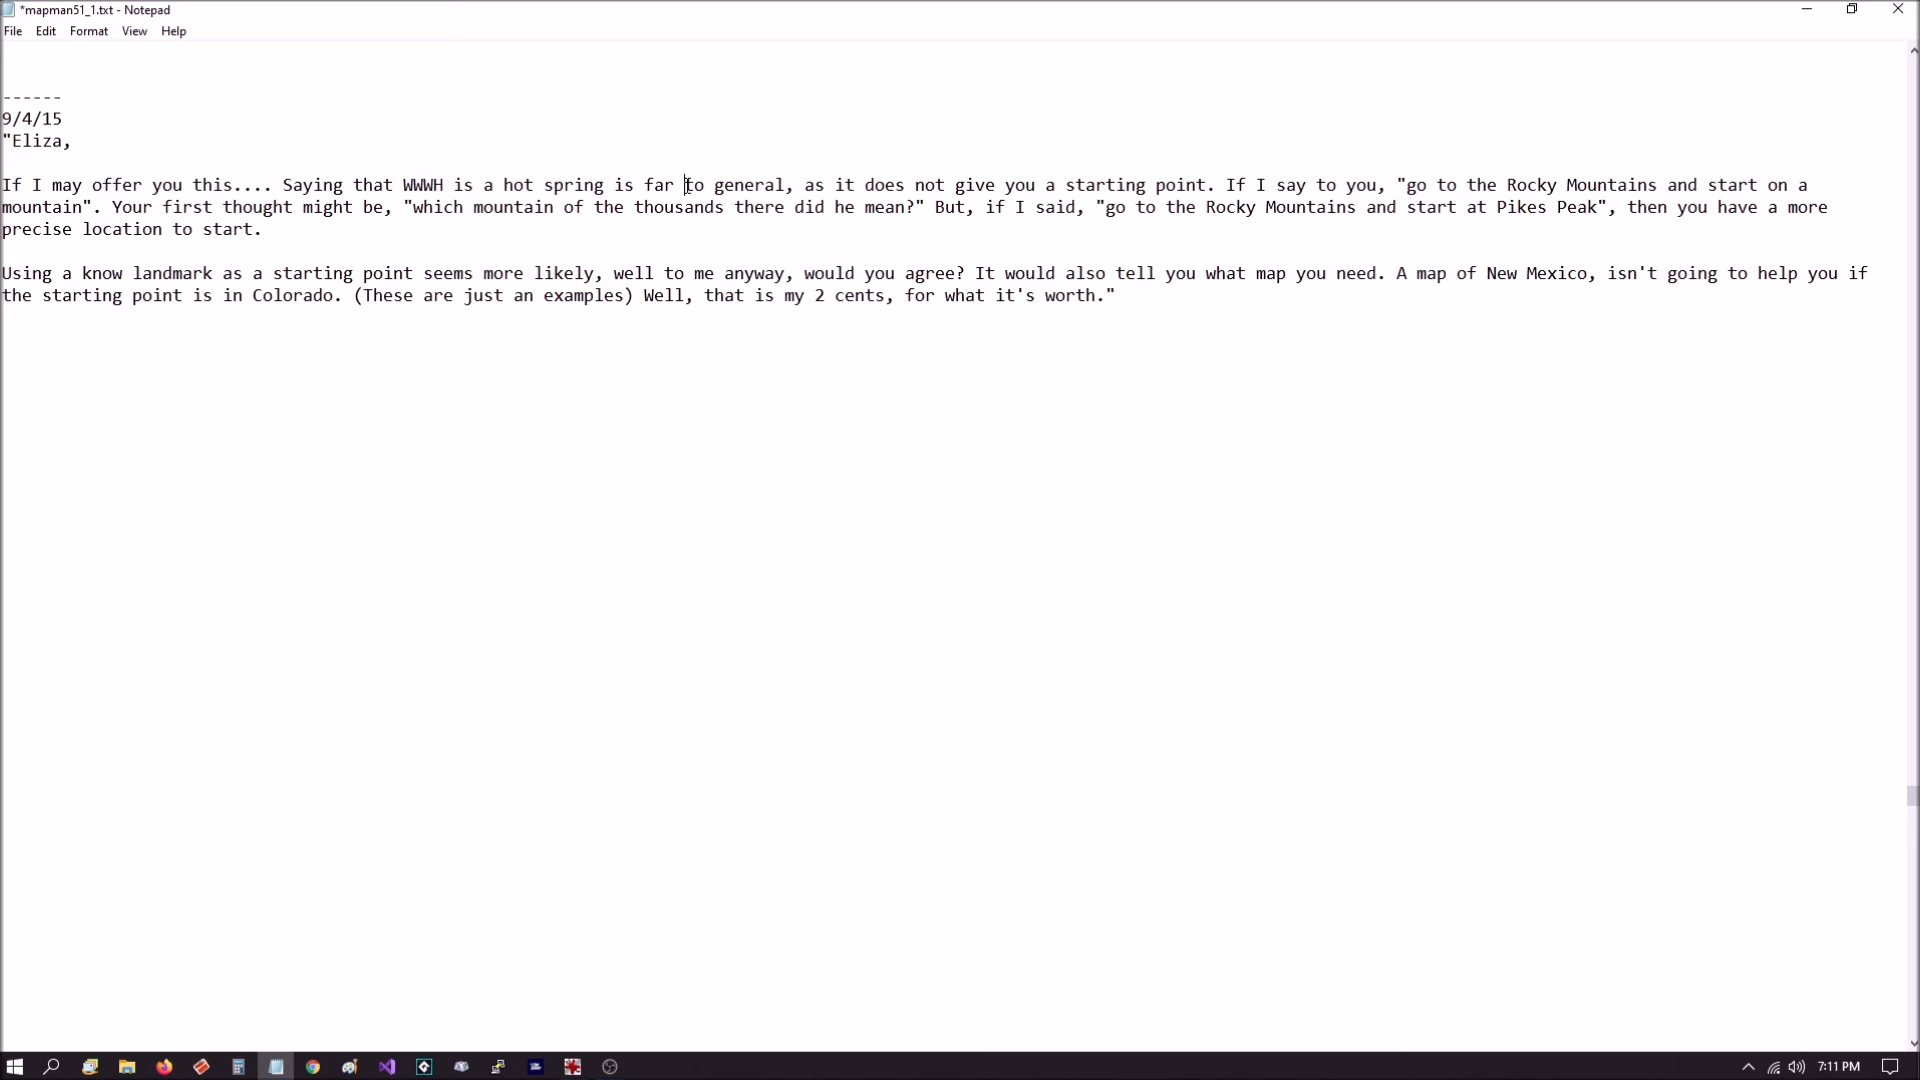 *mapman51_1.txt - Notepad
File Edit Format View Help
------
9/4/15
"Eliza,
If I may offer you this.... Saying that WWWH is a hot spring is far to general, as it does not give you a starting point. If I say to you, "go to the Rocky Mountains and start on a
mountain". Your first thought might be, "which mountain of the thousands there did he mean?" But, if I said, "go to the Rocky Mountains and start at Pikes Peak", then you have a more
precise location to start.
Using a know landmark as a starting point seems more likely, well to me anyway, would you agree? It would also tell you what map you need. A map of New Mexico, isn't going to help you if
the starting point is in Colorado. (These are just an examples) Well, that is my 2 cents, for what it's worth."
7:11 PM